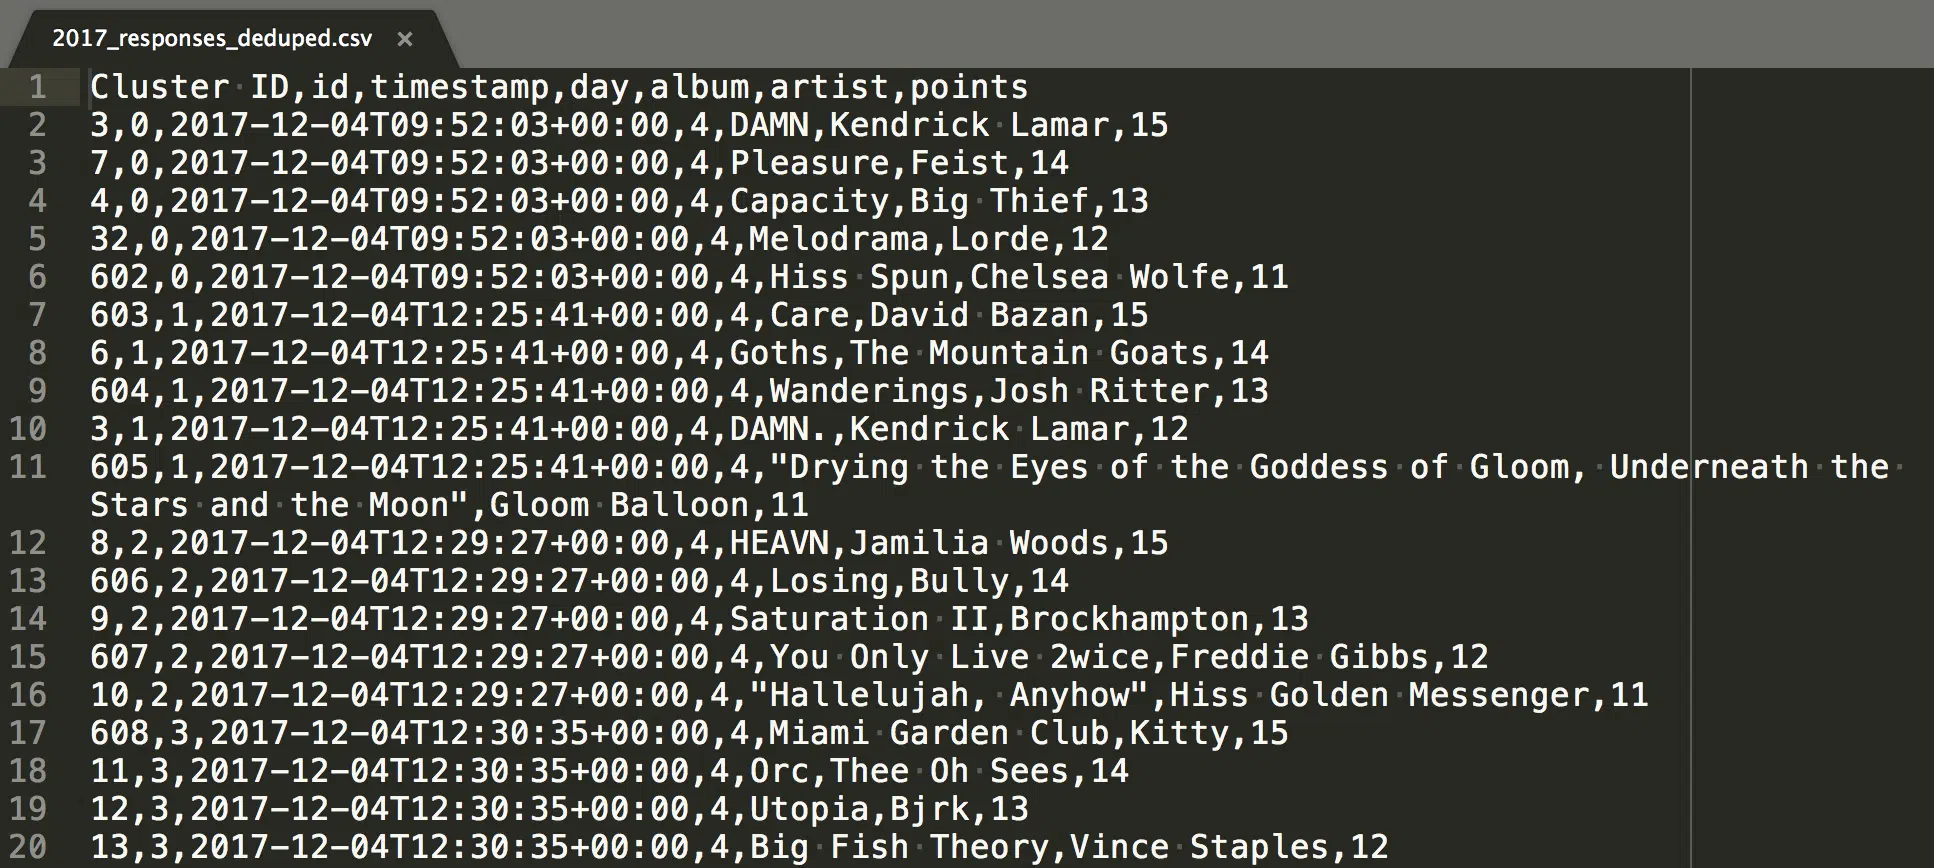 2017_responses_deduped.csv ×
1 Cluster ID,id,timestamp,day,album,artist,points
2 3,0,2017-12-04T09:52:03+00:00,4,DAMN,Kendrick Lamar,15
3 7,0,2017-12-04T09:52:03+00:00,4,Pleasure,Feist,14
4 4,0,2017-12-04T09:52:03+00:00,4,Capacity,Big Thief,13
5 32,0,2017-12-04T09:52:03+00:00,4,Melodrama,Lorde,12
6 602,0,2017-12-04T09:52:03+00:00,4,Hiss Spun,Chelsea Wolfe,11
7 603,1,2017-12-04T12:25:41+00:00,4,Care,David Bazan,15
8 6,1,2017-12-04T12:25:41+00:00,4,Goths,The Mountain Goats,14
9 604,1,2017-12-04T12:25:41+00:00,4,Wanderings,Josh Ritter,13
10 3,1,2017-12-04T12:25:41+00:00,4,DAMN.,Kendrick Lamar,12
11 605,1,2017-12-04T12:25:41+00:00,4,"Drying the Eyes of the Goddess of Gloom, Underneath the
Stars and the Moon",Gloom Balloon,11
12 8,2,2017-12-04T12:29:27+00:00,4,HEAVN,Jamilia Woods,15
13 606,2,2017-12-04T12:29:27+00:00,4,Losing,Bully,14
14 9,2,2017-12-04T12:29:27+00:00,4,Saturation II,Brockhampton,13
15 607,2,2017-12-04T12:29:27+00:00,4,You Only Live 2wice,Freddie Gibbs,12
16 10,2,2017-12-04T12:29:27+00:00,4,"Hallelujah, Anyhow",Hiss Golden Messenger,11
17 608,3,2017-12-04T12:30:35+00:00,4,Miami Garden Club,Kitty,15
18 11,3,2017-12-04T12:30:35+00:00,4,Orc,Thee Oh Sees,14
19 12,3,2017-12-04T12:30:35+00:00,4,Utopia,Bjrk,13
20 13,3,2017-12-04T12:30:35+00:00,4,Big Fish Theory,Vince Staples,12